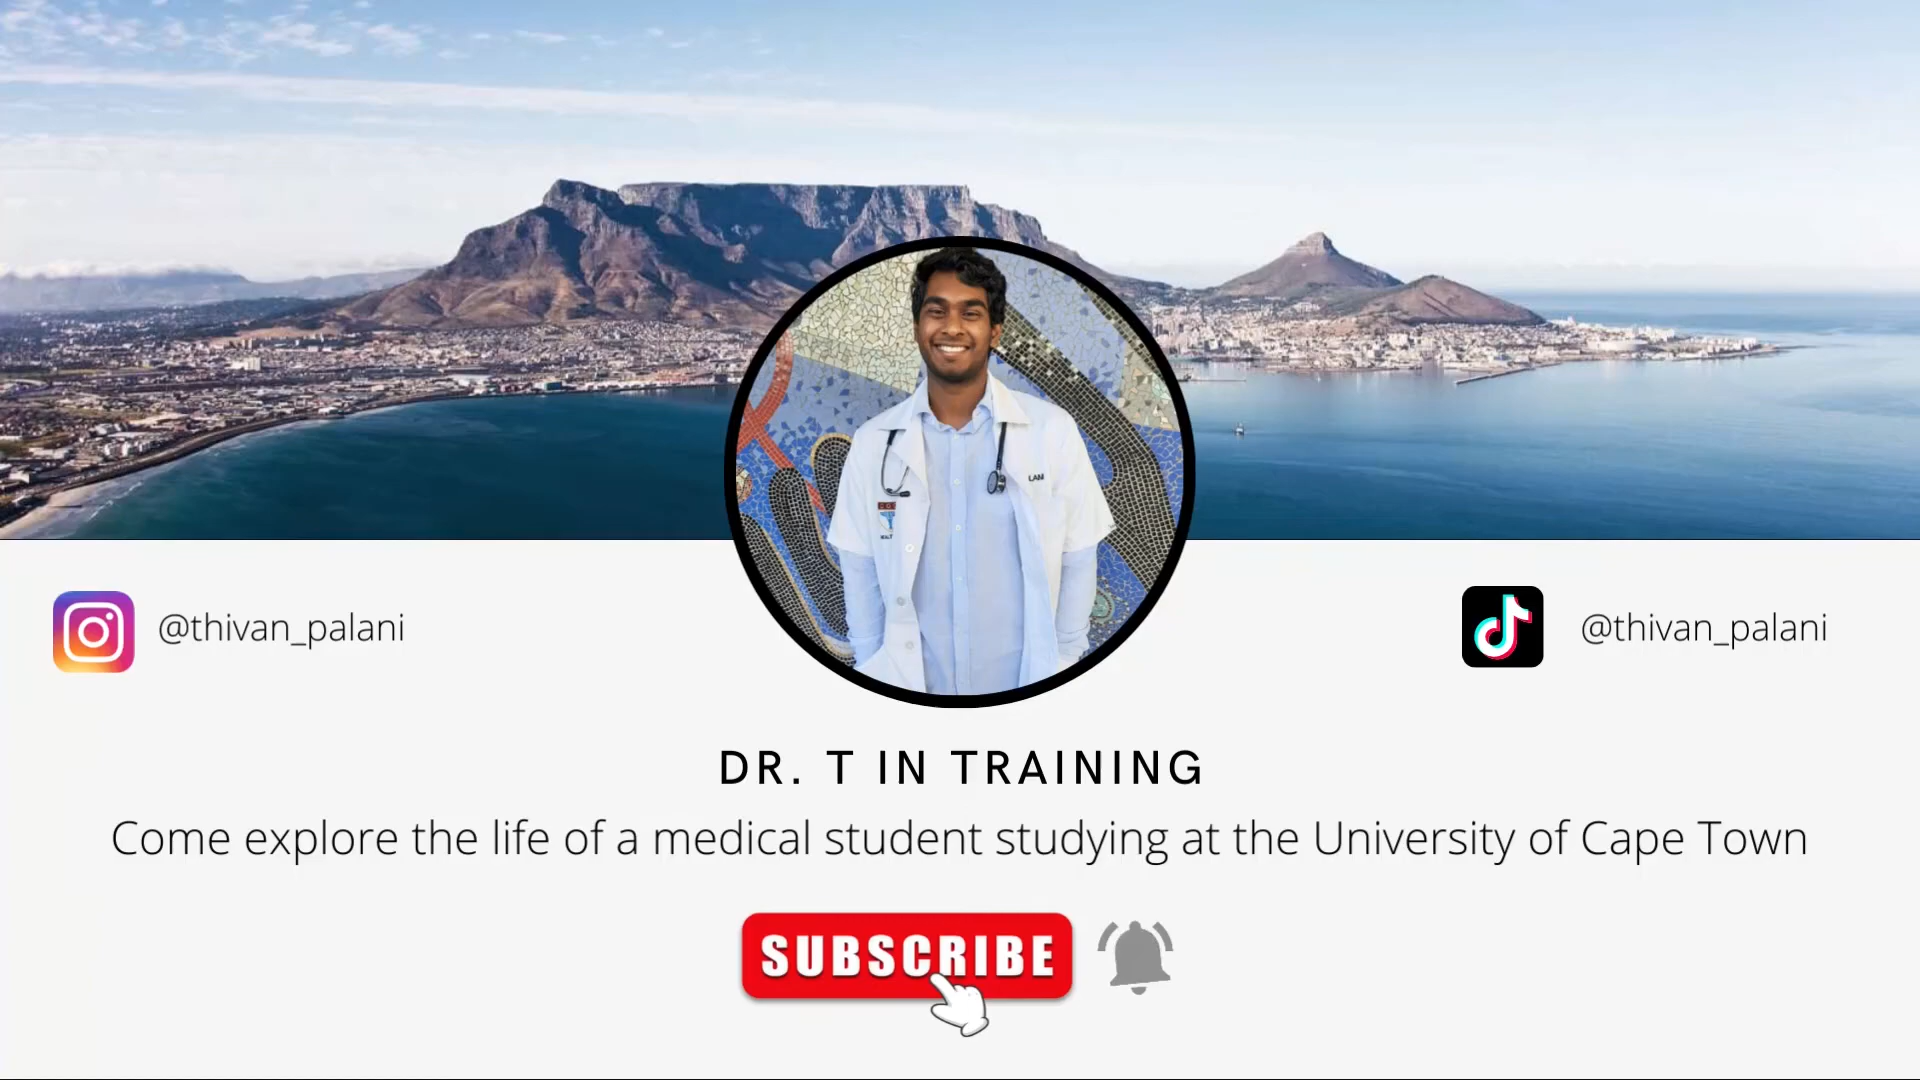 LANI
@thivan_palani
@thivan_palani
DR. T IN TRAINING
Come explore the life of a medical student studying at the University of Cape Town
SUBSCRIBE